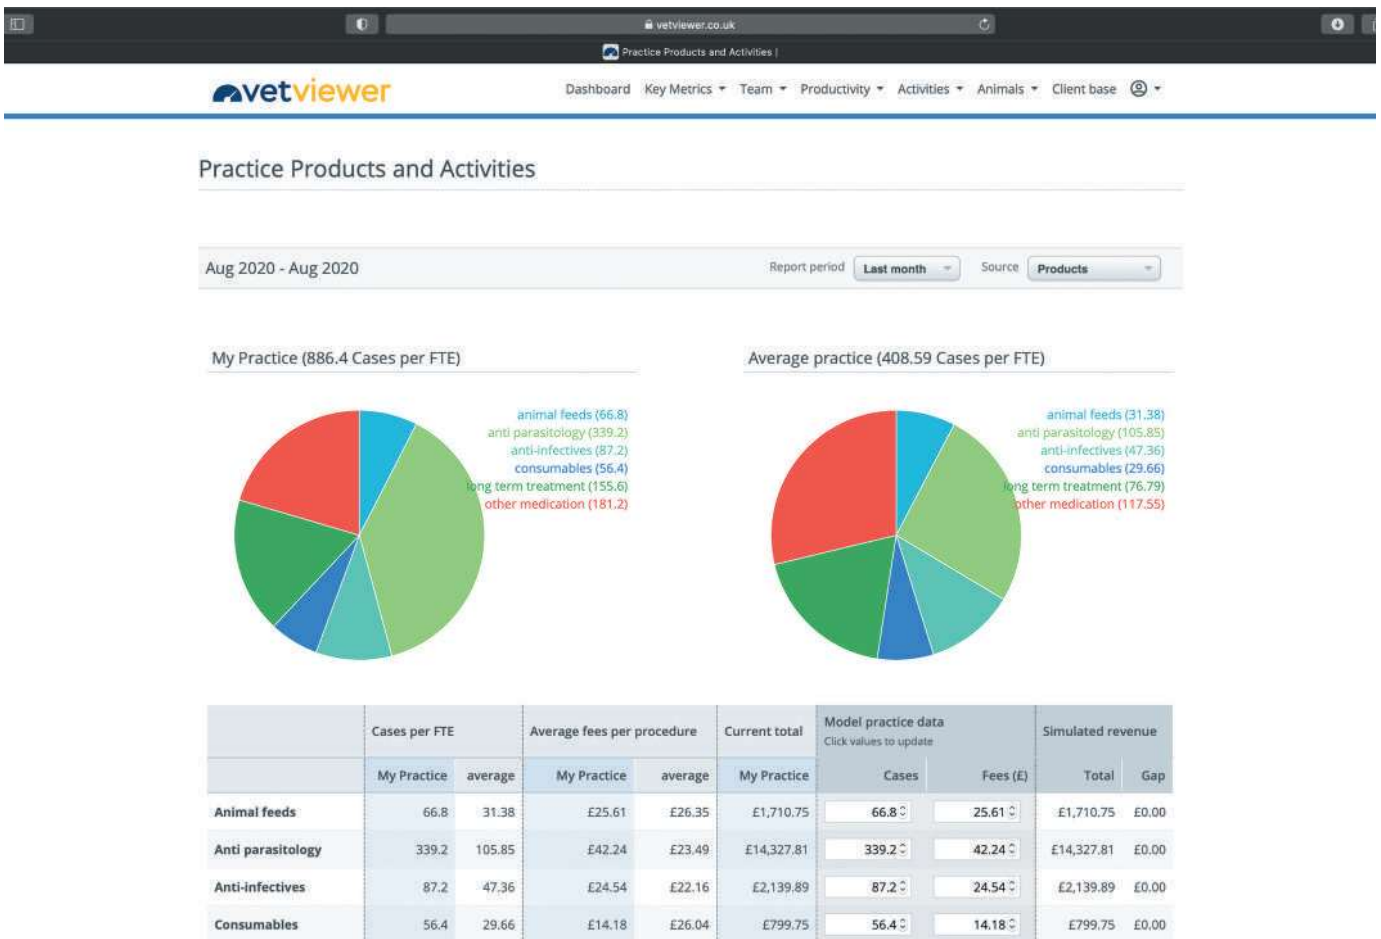 vetviewer.co.uk
Practice Products and Activities |
vetviewer
Dashboard Key Metrics Team Productivity Activities Animals Client base
Practice Products and Activities
Aug 2020 - Aug 2020 Report period Last month Source Products
My Practice (886.4 Cases per FTE)
animal feeds (66.8)
anti parasitology (339.2)
anti-infectives (87.2)
consumables (56.4)
long term treatment (155.6)
other medication (181.2)
Average practice (408.59 Cases per FTE)
animal feeds (31.38)
anti parasitology (105.85)
anti-infectives (47.36)
consumables (29.66)
long term treatment (76.79)
other medication (117.55)
Cases per FTE Average fees per procedure Current total Model practice data Simulated revenue
Click values to update
My Practice average My Practice average My Practice Cases Fees (£) Total Gap
Animal feeds 66.8 31.38 £25.61 £26.35 £1,710.75 66.8 25.61 £1,710.75 £0.00
Anti parasitology 339.2 105.85 £42.24 £23.49 £14,327.81 339.2 42.24 £14,327.81 £0.00
Anti-infectives 87.2 47.36 £24.54 £22.16 £2,139.89 87.2 24.54 £2,139.89 £0.00
Consumables 56.4 29.66 £14.18 £26.04 £799.75 56.4 14.18 £799.75 £0.00